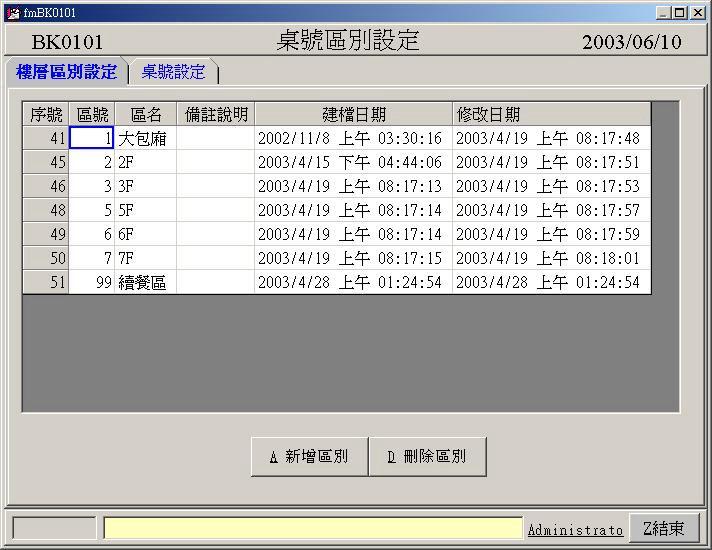 fmBK0101
BK0101 桌號區別設定 2003/06/10
樓層區別設定 桌號設定
序號 區號 區名 備註說明 建檔日期 修改日期
41 1 大包廂 2002/11/8 上午 03:30:16 2003/4/19 上午 08:17:48
45 2 2F 2003/4/15 下午 04:44:06 2003/4/19 上午 08:17:51
46 3 3F 2003/4/19 上午 08:17:13 2003/4/19 上午 08:17:53
48 5 5F 2003/4/19 上午 08:17:14 2003/4/19 上午 08:17:57
49 6 6F 2003/4/19 上午 08:17:14 2003/4/19 上午 08:17:59
50 7 7F 2003/4/19 上午 08:17:15 2003/4/19 上午 08:18:01
51 99 續餐區 2003/4/28 上午 01:24:54 2003/4/28 上午 01:24:54
A 新增區別 D 刪除區別
Administrato Z結束